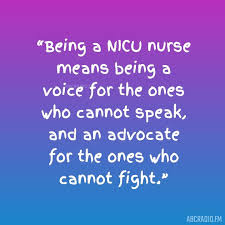 “Being a NICU nurse
means being a
voice for the ones
who cannot speak,
and an advocate
for the ones who
cannot fight.”
ABCRADIO.FM